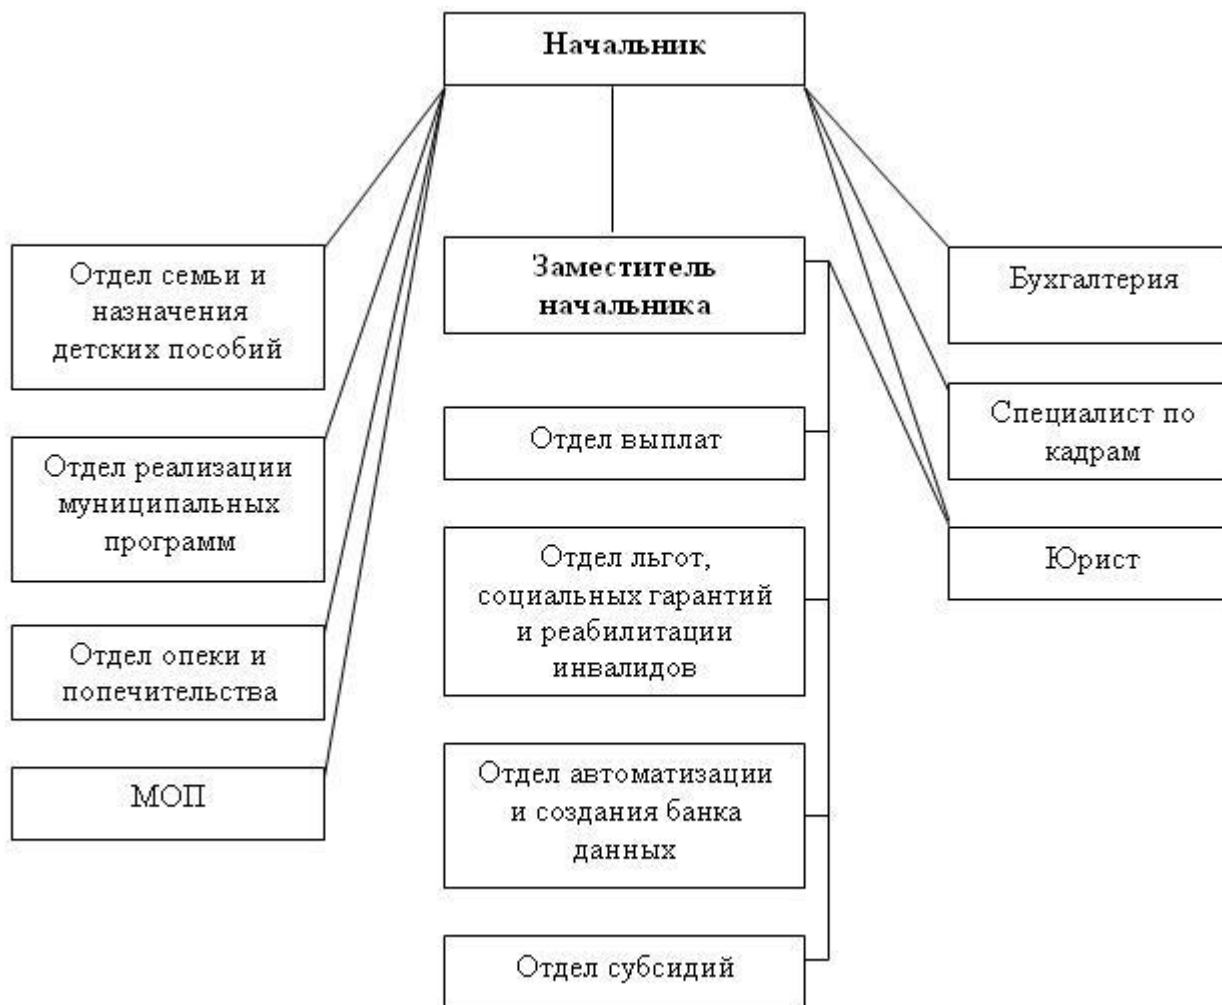 Начальник
Отдел семьи и
назначения
детских пособий
Отдел реализации
муниципальных
программ
Отдел опеки и
попечительства
МОП
Заместитель
начальника
Отдел выплат
Отдел льгот,
социальных гарантий
и реабилитации
инвалидов
Отдел автоматизации
и создания банка
данных
Отдел субсидий
Бухгалтерия
Специалист по
кадрам
Юрист